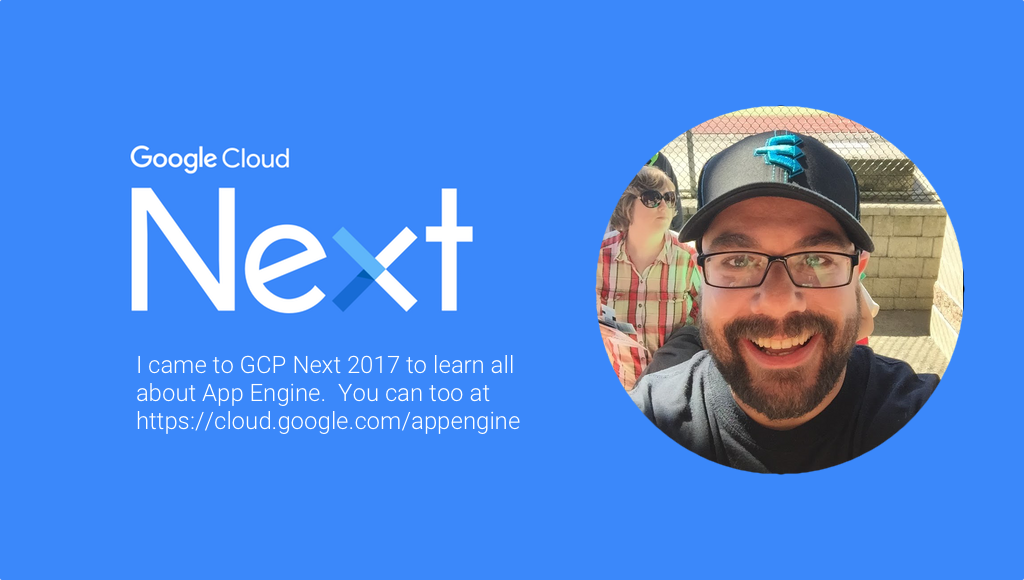 Google Cloud
Next
I came to GCP Next 2017 to learn all
about App Engine.  You can too at
https://cloud.google.com/appengine